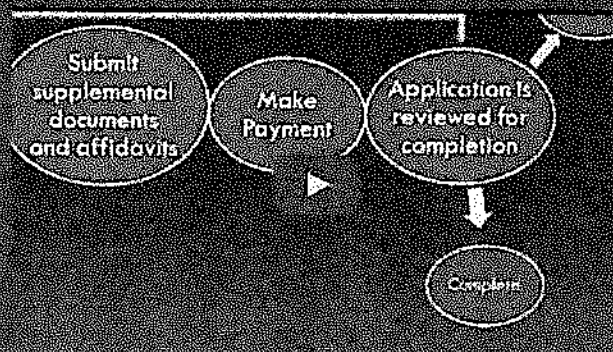 Submit
supplemental
documents
and affidavits
Make
Payment
Application is
reviewed for
completion
Complete